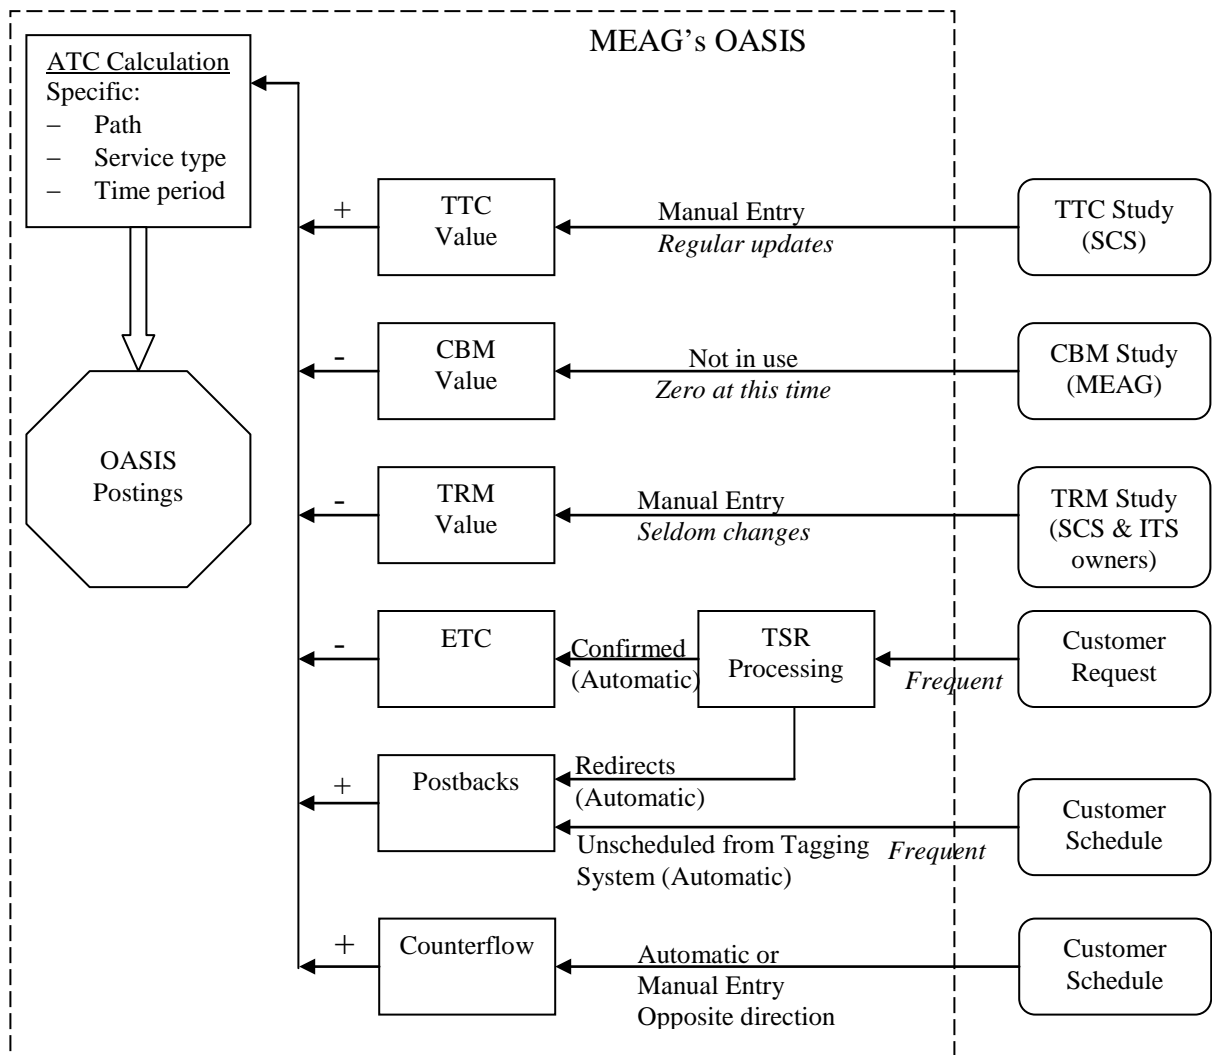 MEAG’s OASIS
ATC Calculation
Specific:
– Path
– Service type
– Time period
OASIS
Postings
+
TTC
Value
Manual Entry
Regular updates
TTC Study
(SCS)
-
CBM
Value
Not in use
Zero at this time
CBM Study
(MEAG)
-
TRM
Value
Manual Entry
Seldom changes
TRM Study
(SCS & ITS
owners)
-
ETC
Confirmed
(Automatic)
TSR
Processing
Frequent
Customer
Request
+
Postbacks
Redirects
(Automatic)
Unscheduled from Tagging
System (Automatic)
Frequent
Customer
Schedule
+
Counterflow
Automatic or
Manual Entry
Opposite direction
Customer
Schedule